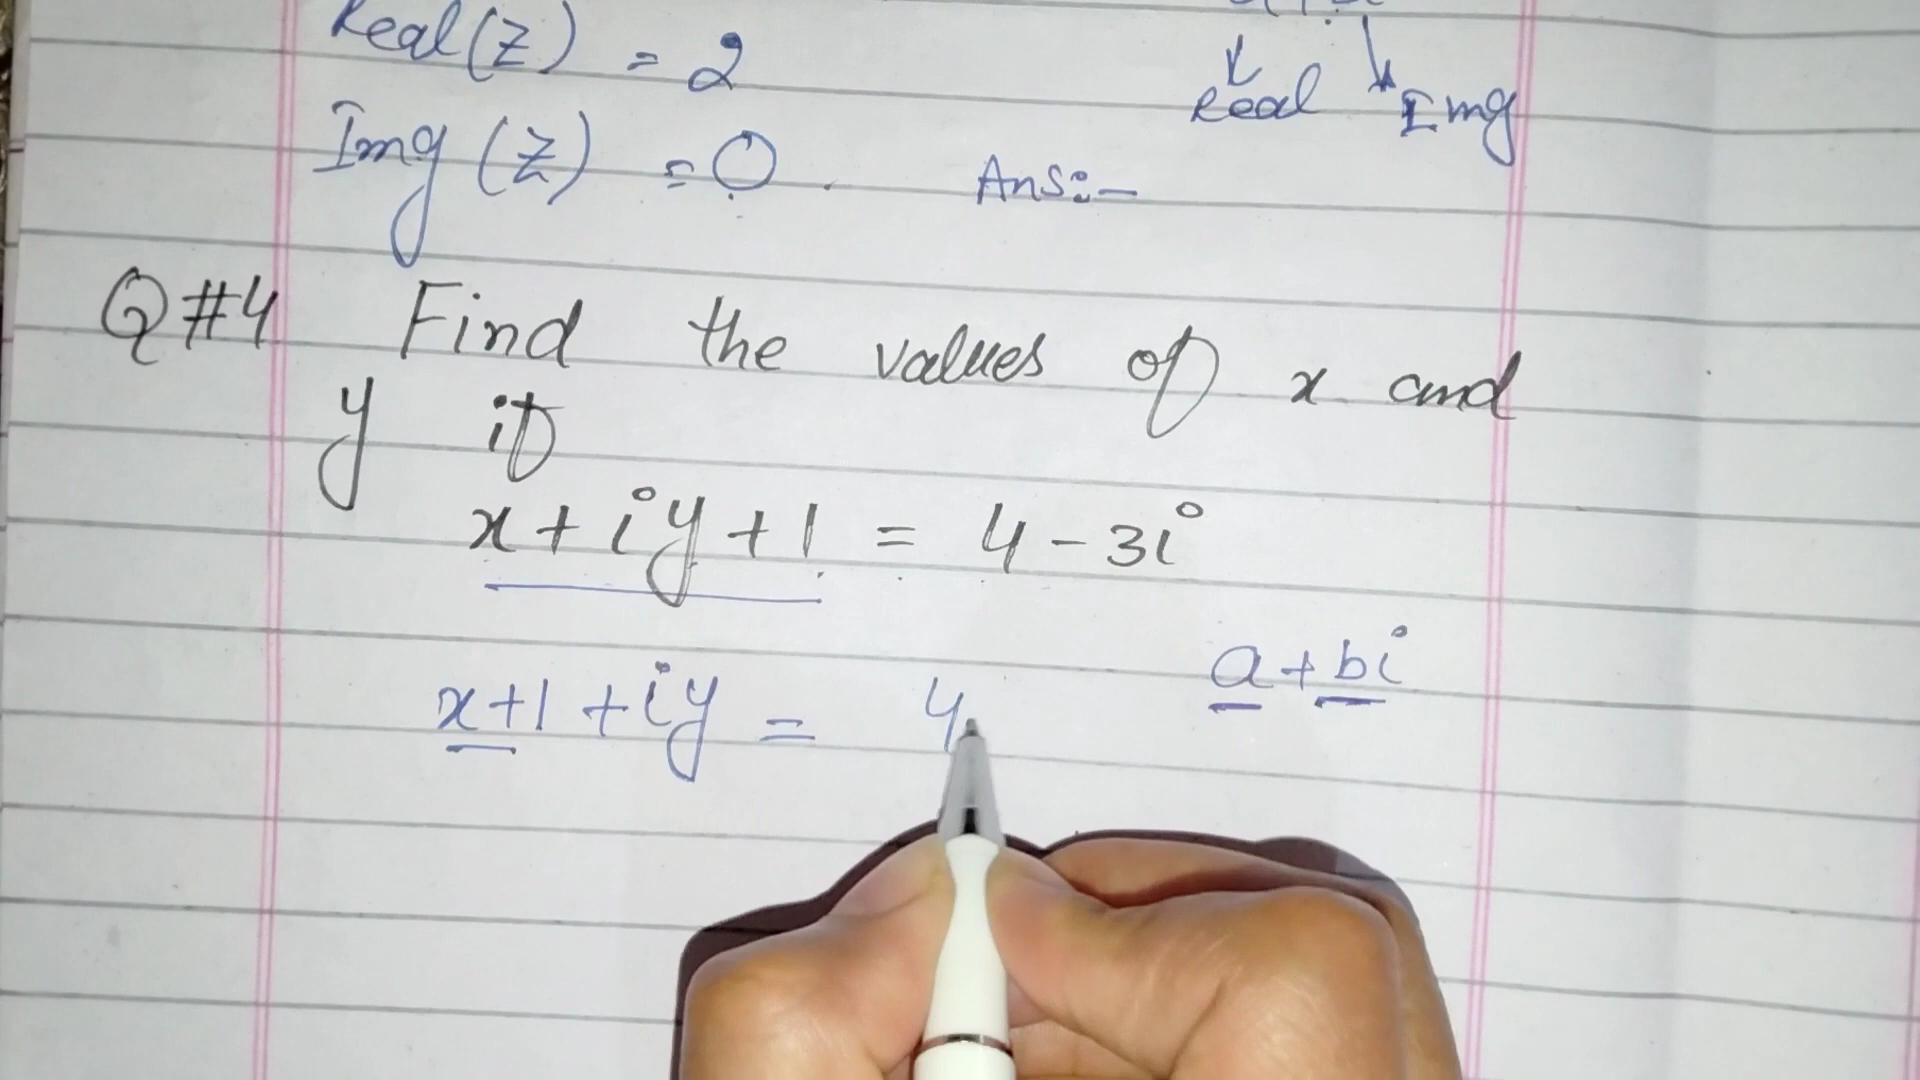 Real(z) = 2
Real Img
Img (z) = 0. Ans:-
Q#4 Find the values of x and
y if
x + iy + 1 = 4 - 3i
a + bi
x + 1 + iy = 4